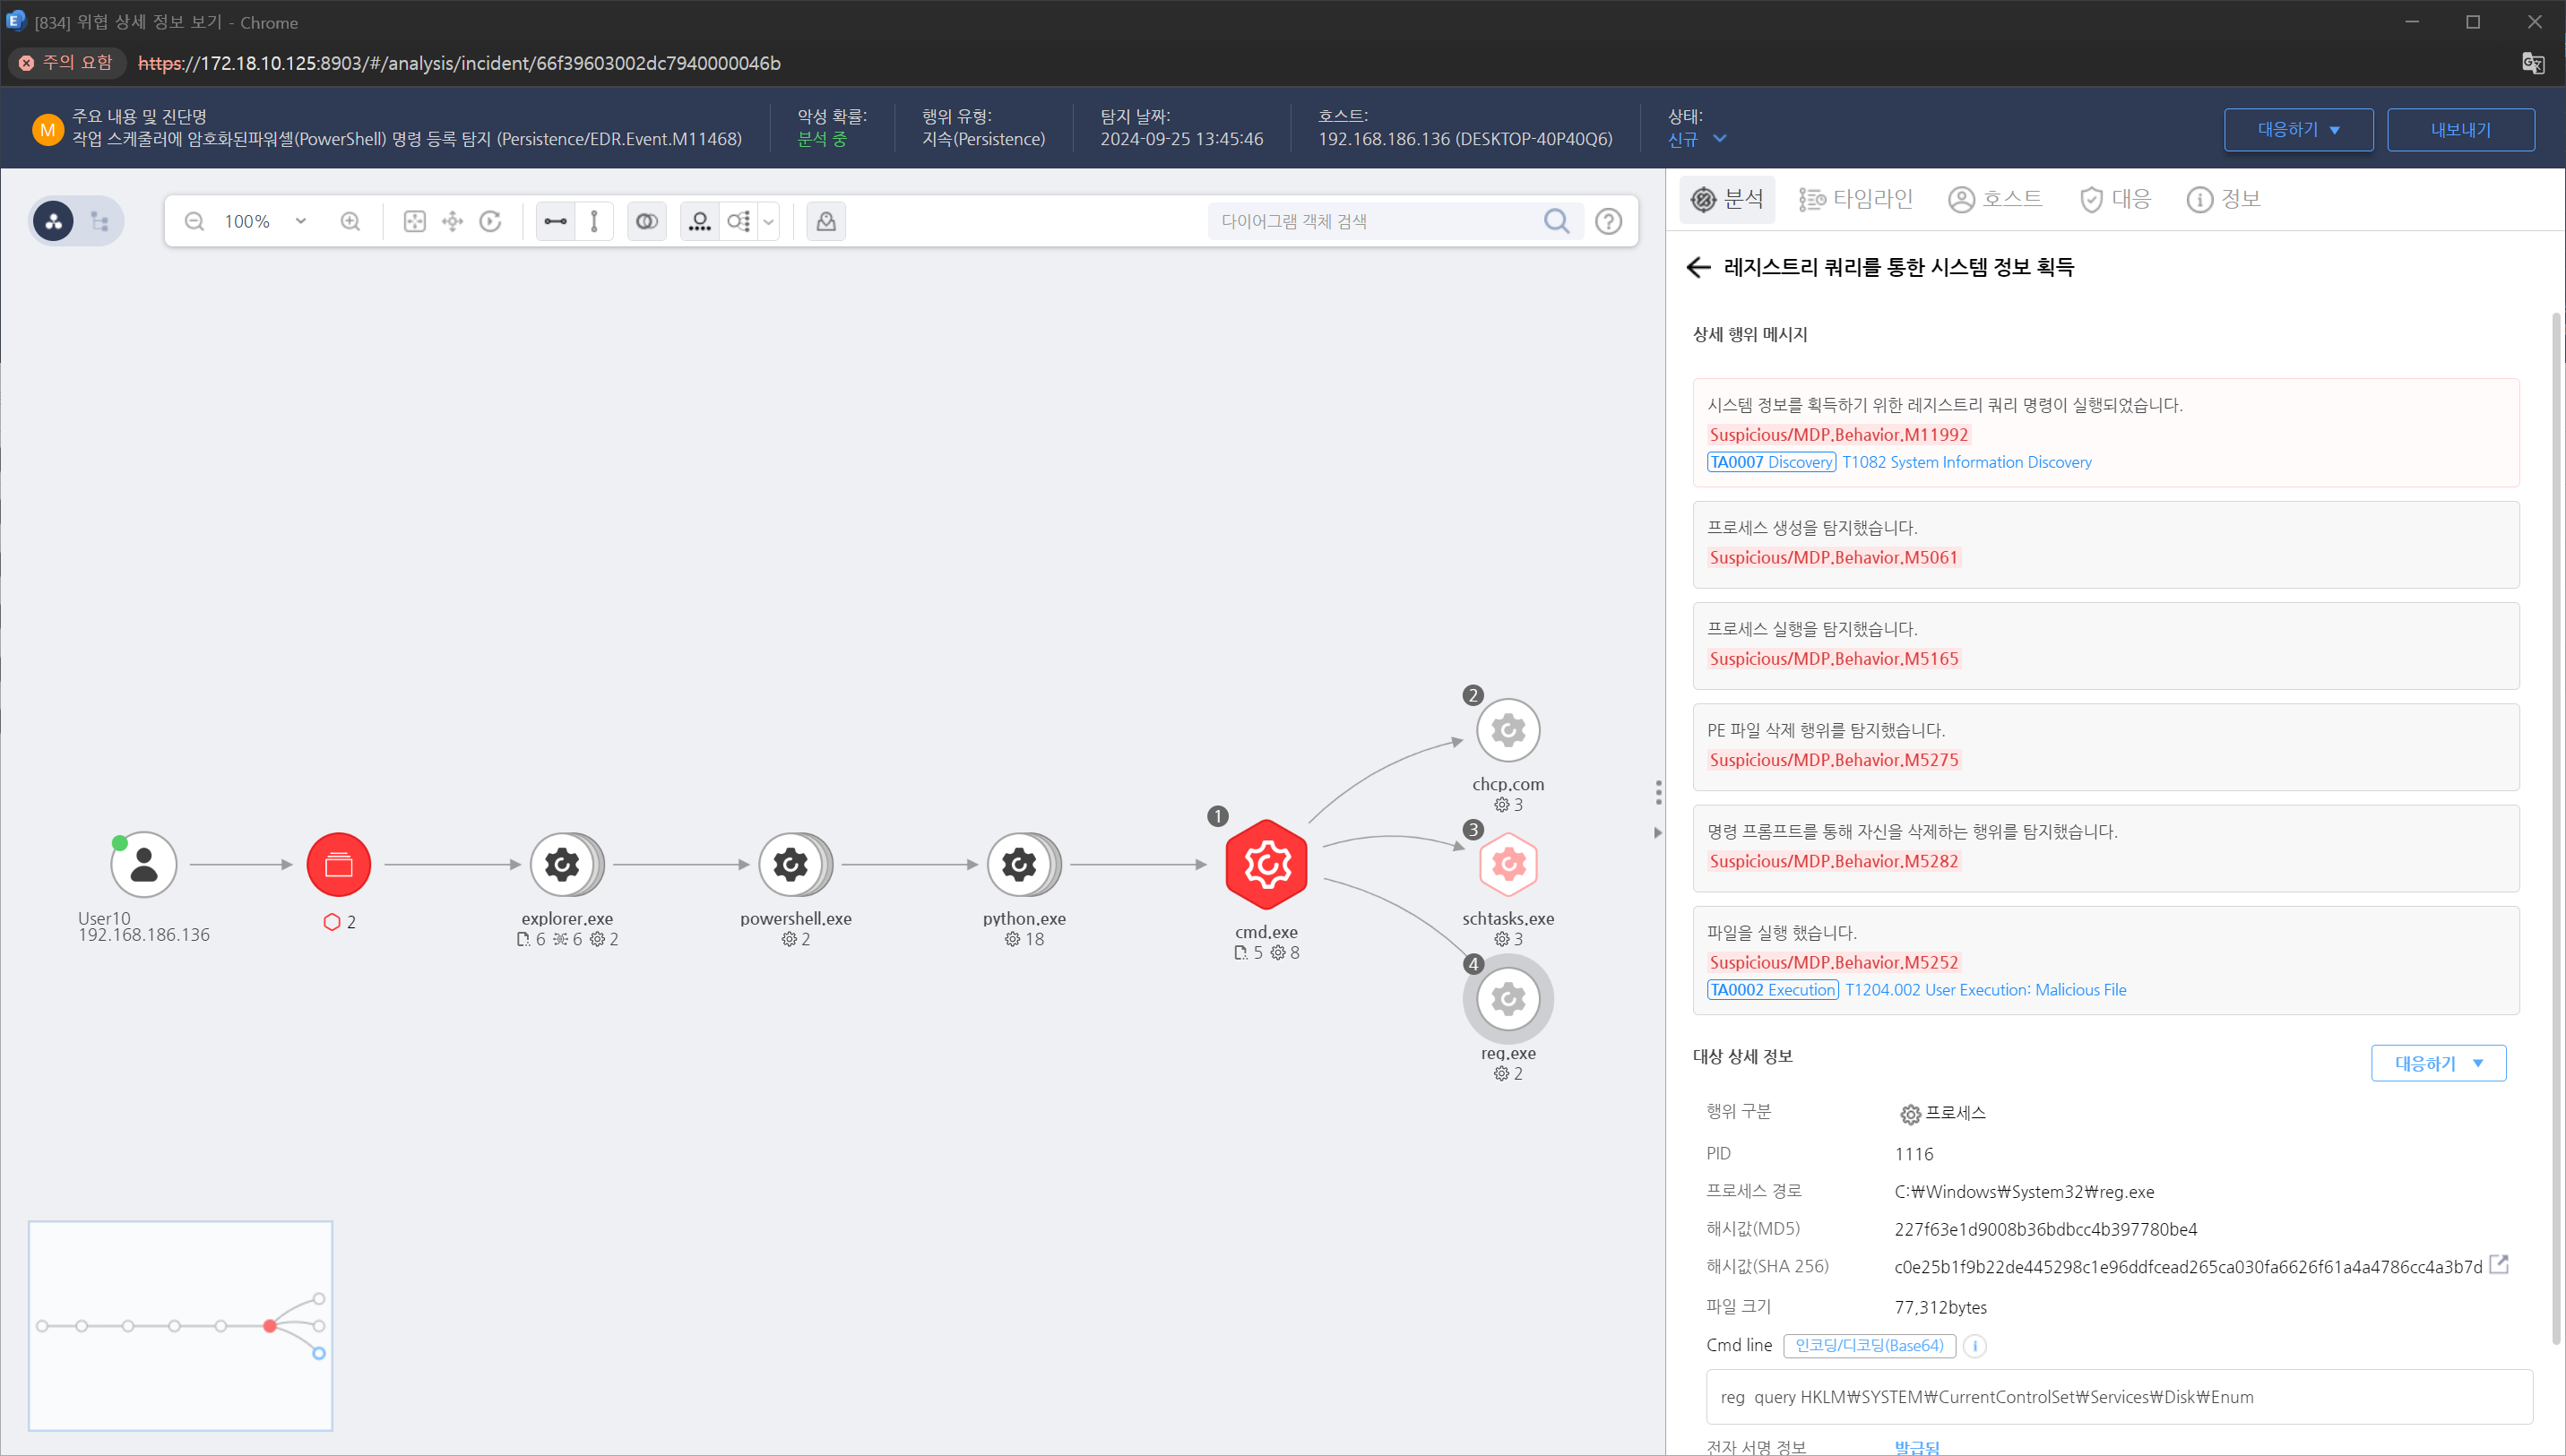 [834] 위협 상세 정보 보기 - Chrome
주의 요함 https://172.18.10.125:8903/#/analysis/incident/66f39603002dc7940000046b
M
주요 내용 및 진단명
작업 스케줄러에 암호화된파워셸(PowerShell) 명령 등록 탐지 (Persistence/EDR.Event.M11468)
악성 확률:
분석 중
행위 유형:
지속(Persistence)
탐지 날짜:
2024-09-25 13:45:46
호스트:
192.168.186.136 (DESKTOP-40P40Q6)
상태:
신규
대응하기 ▼
내보내기
100%
다이어그램 객체 검색
분석 타임라인 호스트 대응 정보
레지스트리 쿼리를 통한 시스템 정보 획득
상세 행위 메시지
시스템 정보를 획득하기 위한 레지스트리 쿼리 명령이 실행되었습니다.
Suspicious/MDP.Behavior.M11992
TA0007 Discovery T1082 System Information Discovery
프로세스 생성을 탐지했습니다.
Suspicious/MDP.Behavior.M5061
프로세스 실행을 탐지했습니다.
Suspicious/MDP.Behavior.M5165
PE 파일 삭제 행위를 탐지했습니다.
Suspicious/MDP.Behavior.M5275
명령 프롬프트를 통해 자신을 삭제하는 행위를 탐지했습니다.
Suspicious/MDP.Behavior.M5282
파일을 실행 했습니다.
Suspicious/MDP.Behavior.M5252
TA0002 Execution T1204.002 User Execution: Malicious File
대상 상세 정보
대응하기 ▼
행위 구분 프로세스
PID 1116
프로세스 경로 C:₩Windows₩System32₩reg.exe
해시값(MD5) 227f63e1d9008b36bdbcc4b397780be4
해시값(SHA 256) c0e25b1f9b22de445298c1e96ddfcead265ca030fa6626f61a4a4786cc4a3b7d
파일 크기 77,312bytes
Cmd line 인코딩/디코딩(Base64) i
reg  query HKLM₩SYSTEM₩CurrentControlSet₩Services₩Disk₩Enum
전자 서명 정보 발급됨
User10
192.168.186.136
2
explorer.exe
6 6 2
powershell.exe
2
python.exe
18
1
cmd.exe
5 8
2
chcp.com
3
3
schtasks.exe
3
4
reg.exe
2